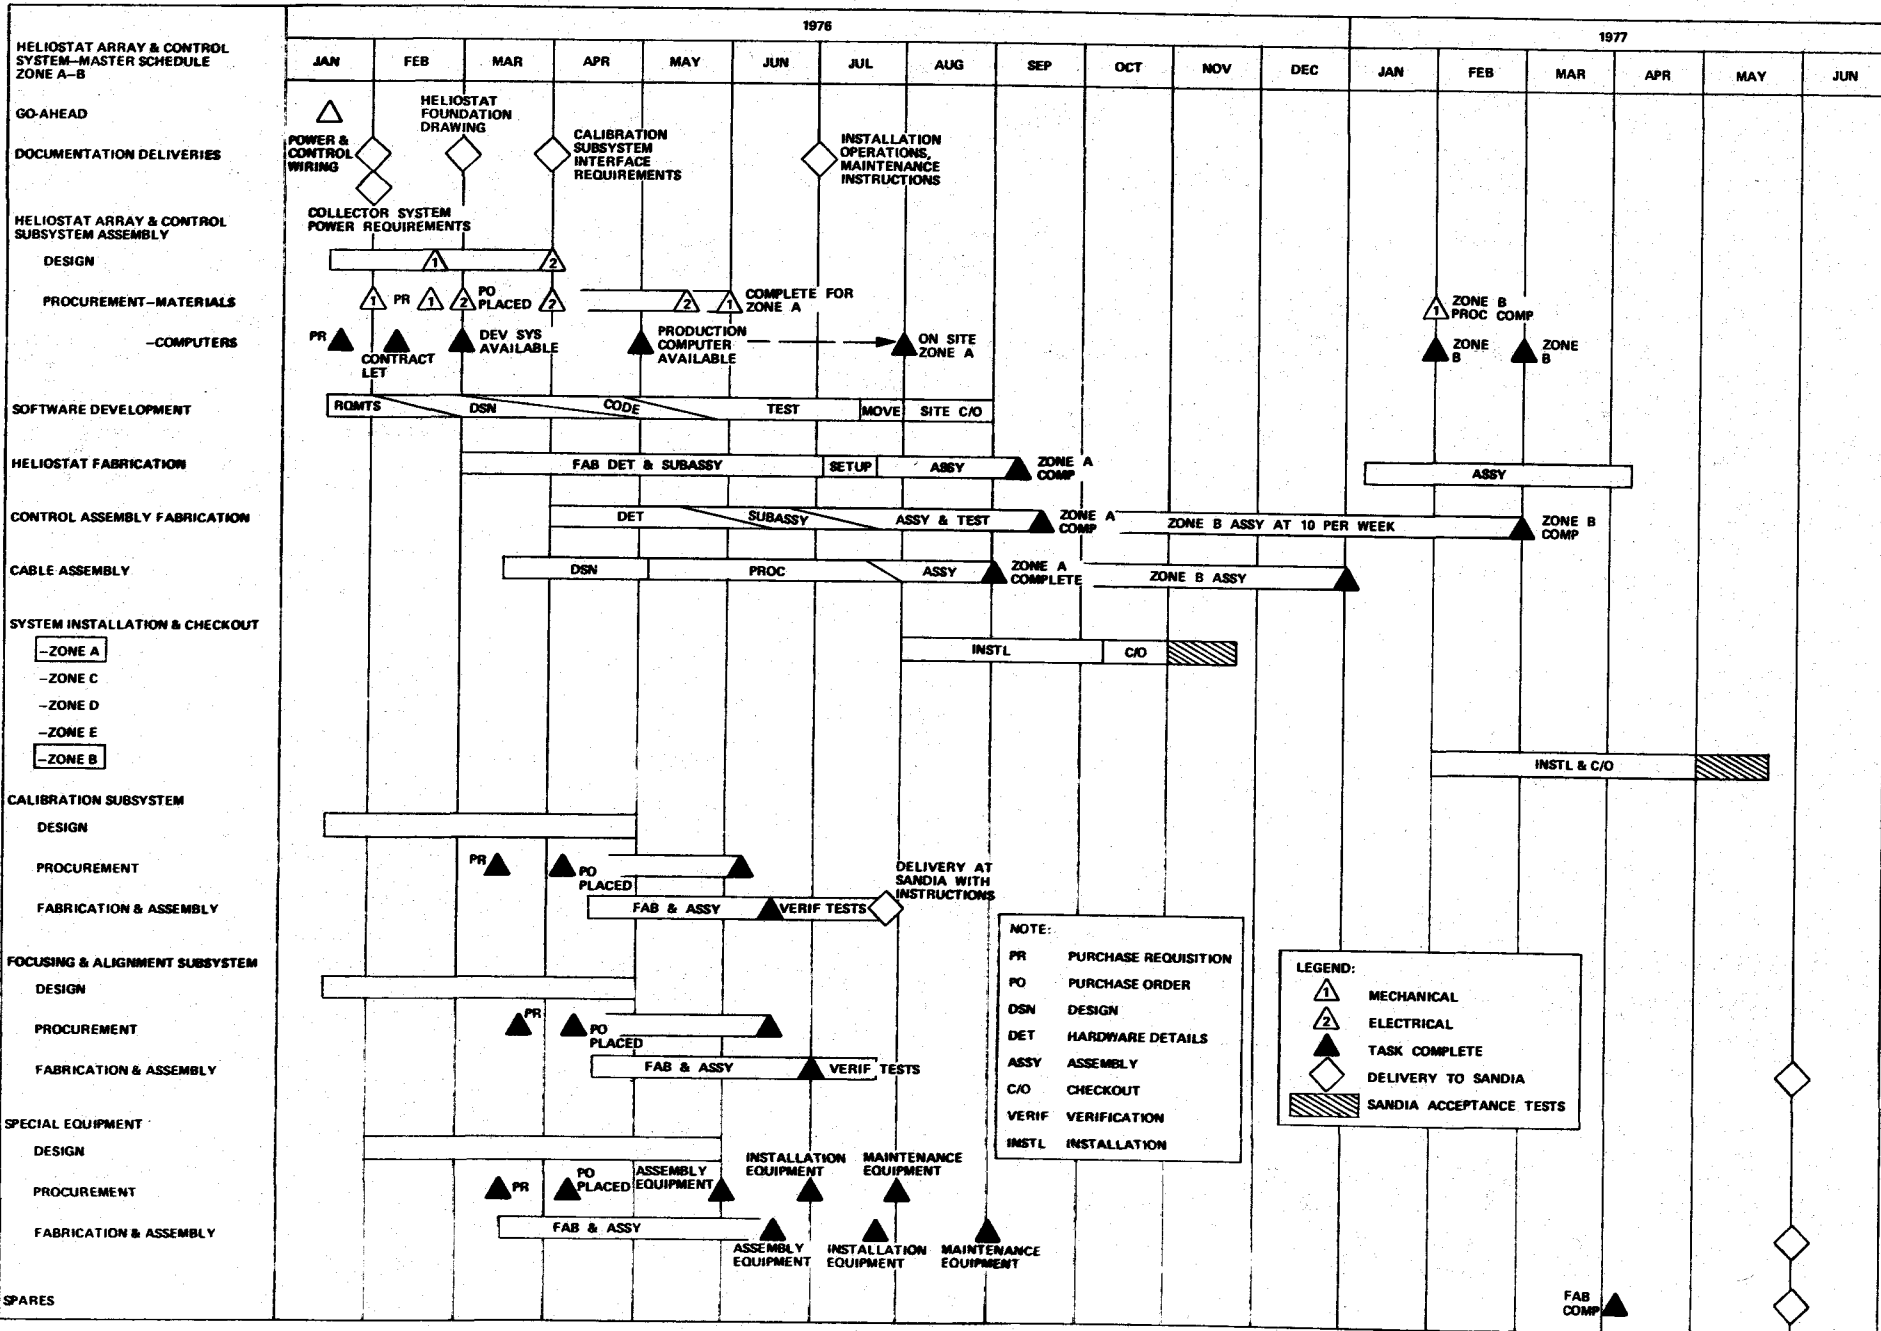 1976
1977
HELIOSTAT ARRAY & CONTROL
SYSTEM—MASTER SCHEDULE
ZONE A–B
JAN FEB MAR APR MAY JUN JUL AUG SEP OCT NOV DEC JAN FEB MAR APR MAY JUN
GO-AHEAD
DOCUMENTATION DELIVERIES
POWER &
CONTROL
WIRING
HELIOSTAT
FOUNDATION
DRAWING
CALIBRATION
SUBSYSTEM
INTERFACE
REQUIREMENTS
INSTALLATION
OPERATIONS,
MAINTENANCE
INSTRUCTIONS
COLLECTOR SYSTEM
POWER REQUIREMENTS
HELIOSTAT ARRAY & CONTROL
SUBSYSTEM ASSEMBLY
DESIGN
1 2
PROCUREMENT—MATERIALS
1 PR 1 2 PO
PLACED
2 2 1 COMPLETE FOR
ZONE A
1 ZONE B
PROC COMP
–COMPUTERS
PR
CONTRACT
LET
DEV SYS
AVAILABLE
PRODUCTION
COMPUTER
AVAILABLE
ON SITE
ZONE A
ZONE
B
ZONE
B
SOFTWARE DEVELOPMENT
RQMTS DSN CODE TEST MOVE SITE C/O
HELIOSTAT FABRICATION
FAB DET & SUBASSY SETUP ASSY ZONE A
COMP
ASSY
CONTROL ASSEMBLY FABRICATION
DET SUBASSY ASSY & TEST ZONE A
COMP
ZONE B ASSY AT 10 PER WEEK
ZONE B
COMP
CABLE ASSEMBLY
DSN PROC ASSY ZONE A
COMPLETE
ZONE B ASSY
SYSTEM INSTALLATION & CHECKOUT
–ZONE A
INSTL C/O
–ZONE C
–ZONE D
–ZONE E
–ZONE B
INSTL & C/O
CALIBRATION SUBSYSTEM
DESIGN
PROCUREMENT
PR
PO
PLACED
DELIVERY AT
SANDIA WITH
INSTRUCTIONS
FABRICATION & ASSEMBLY
FAB & ASSY VERIF TESTS
FOCUSING & ALIGNMENT SUBSYSTEM
DESIGN
PROCUREMENT
PR
PO
PLACED
FABRICATION & ASSEMBLY
FAB & ASSY VERIF TESTS
SPECIAL EQUIPMENT
DESIGN
PROCUREMENT
PR
PO
PLACED
ASSEMBLY
EQUIPMENT
INSTALLATION
EQUIPMENT
MAINTENANCE
EQUIPMENT
FABRICATION & ASSEMBLY
FAB & ASSY
ASSEMBLY
EQUIPMENT
INSTALLATION
EQUIPMENT
MAINTENANCE
EQUIPMENT
SPARES
FAB
COMP
NOTE:
PR PURCHASE REQUISITION
PO PURCHASE ORDER
DSN DESIGN
DET HARDWARE DETAILS
ASSY ASSEMBLY
C/O CHECKOUT
VERIF VERIFICATION
INSTL INSTALLATION
LEGEND:
1 MECHANICAL
2 ELECTRICAL
TASK COMPLETE
DELIVERY TO SANDIA
SANDIA ACCEPTANCE TESTS